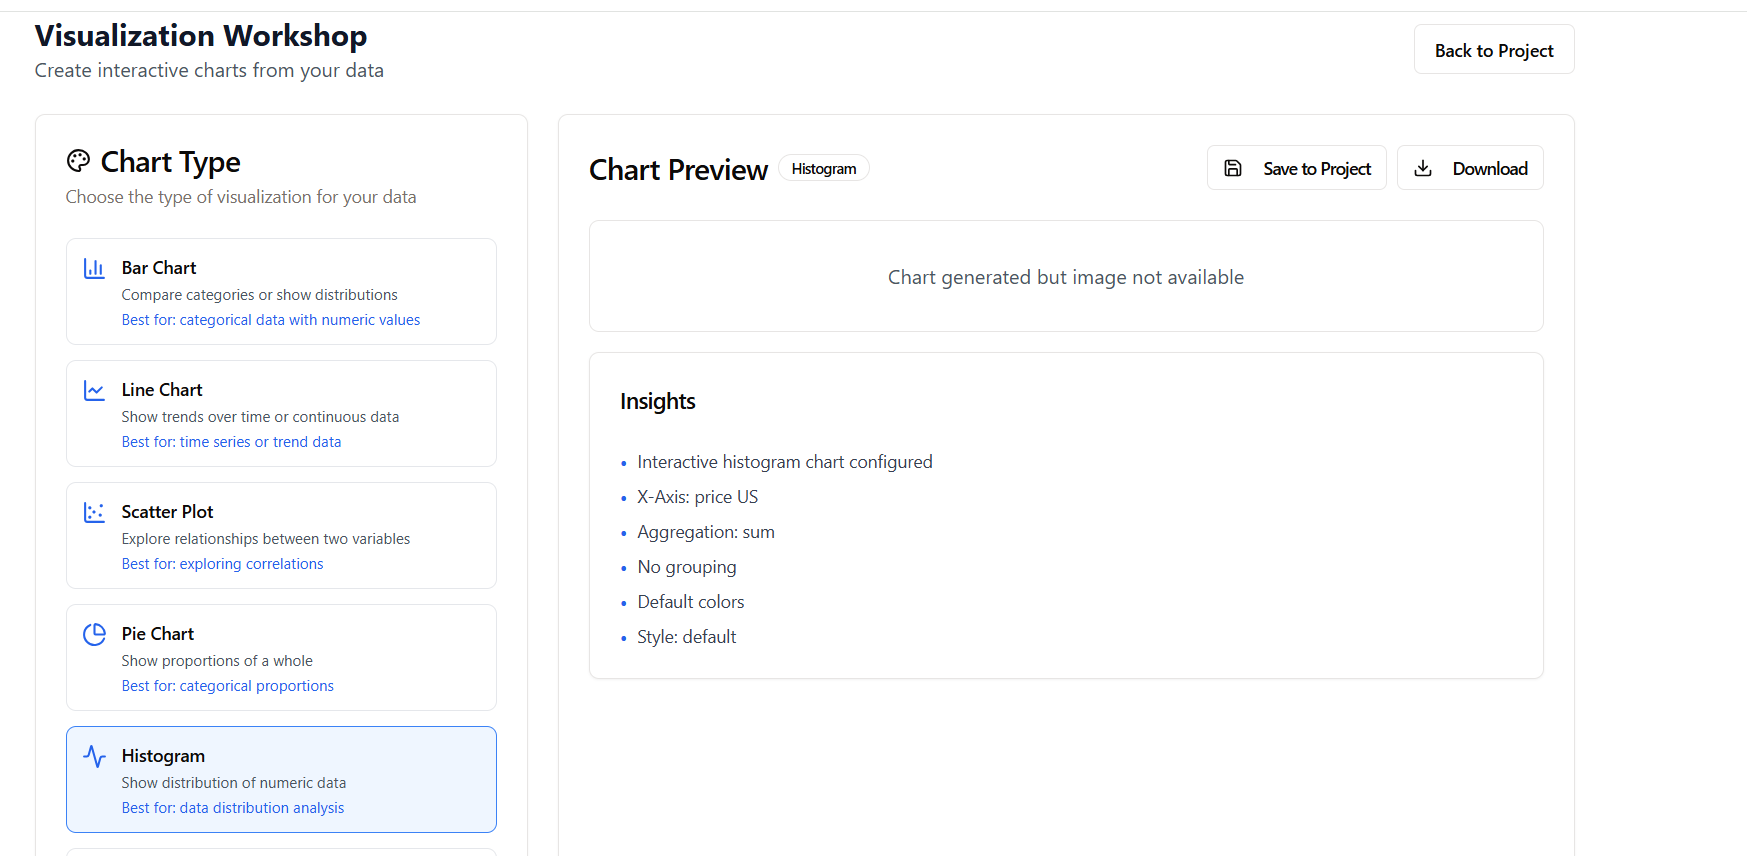 Visualization Workshop
Create interactive charts from your data
Back to Project
Chart Type
Choose the type of visualization for your data
Bar Chart
Compare categories or show distributions
Best for: categorical data with numeric values
Line Chart
Show trends over time or continuous data
Best for: time series or trend data
Scatter Plot
Explore relationships between two variables
Best for: exploring correlations
Pie Chart
Show proportions of a whole
Best for: categorical proportions
Histogram
Show distribution of numeric data
Best for: data distribution analysis
Chart Preview Histogram
Save to Project Download
Chart generated but image not available
Insights
• Interactive histogram chart configured
• X-Axis: price US
• Aggregation: sum
• No grouping
• Default colors
• Style: default